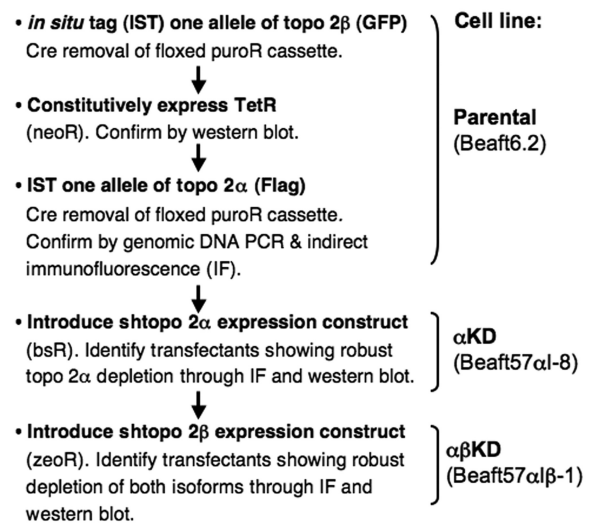 • in situ tag (IST) one allele of topo 2β (GFP)
Cre removal of floxed puroR cassette.
• Constitutively express TetR
(neoR). Confirm by western blot.
• IST one allele of topo 2α (Flag)
Cre removal of floxed puroR cassette.
Confirm by genomic DNA PCR & indirect
immunofluorescence (IF).
• Introduce shtopo 2α expression construct
(bsR). Identify transfectants showing robust
topo 2α depletion through IF and western blot.
• Introduce shtopo 2β expression construct
(zeoR). Identify transfectants showing robust
depletion of both isoforms through IF and
western blot.
Cell line:
Parental
(Beaft6.2)
αKD
(Beaft57αI-8)
αβKD
(Beaft57αIβ-1)